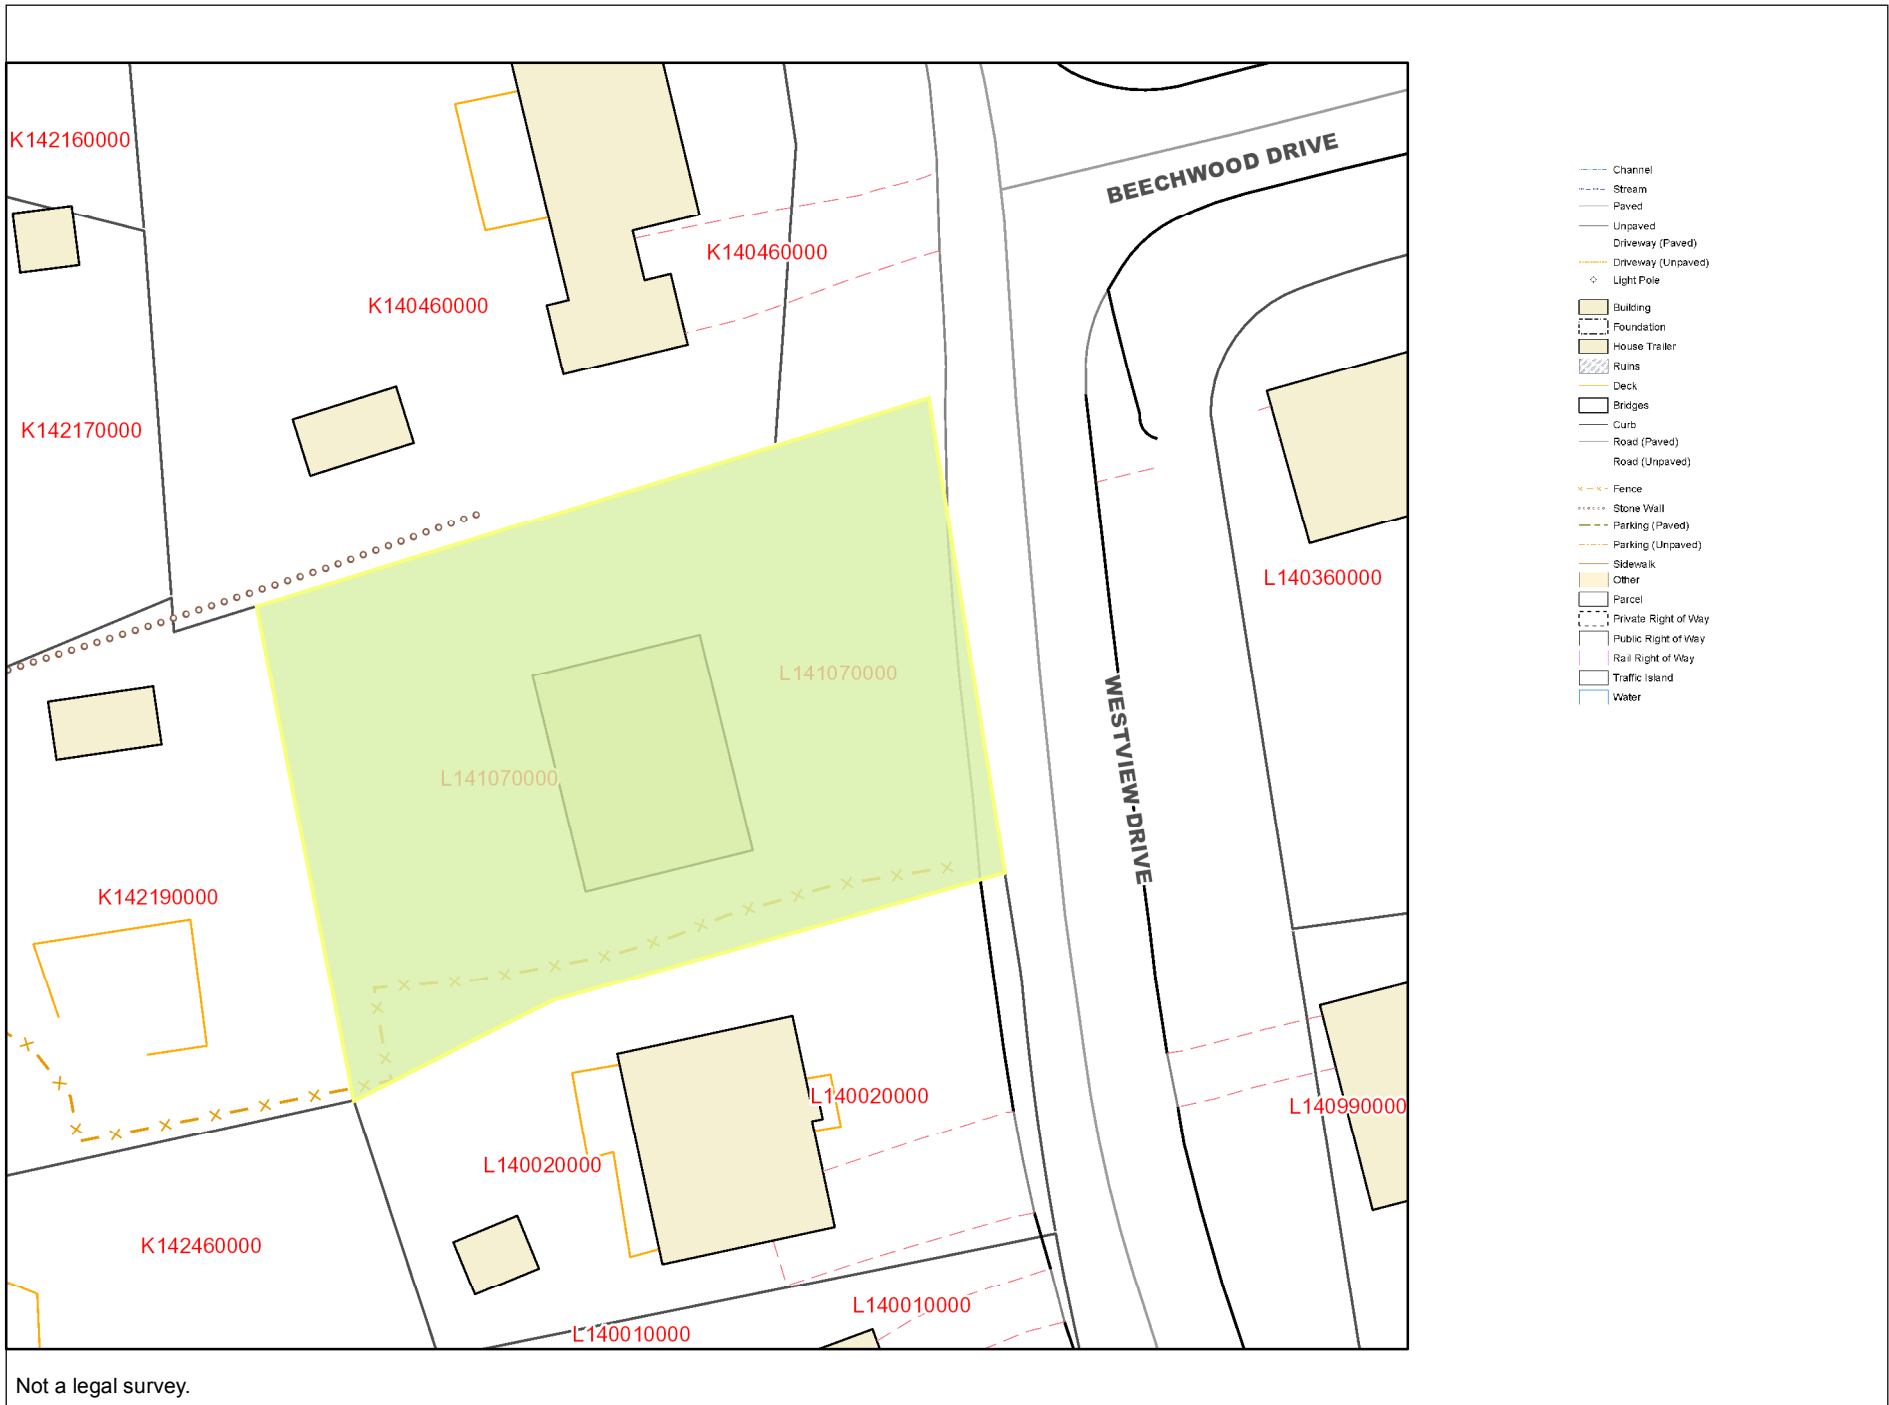 K142160000
BEECHWOOD DRIVE
K140460000
K140460000
K142170000
L140360000
L141070000
L141070000
WESTVIEW DRIVE
K142190000
L140020000
L140990000
L140020000
K142460000
L140010000
L140010000
Channel
Stream
Paved
Unpaved
Driveway (Paved)
Driveway (Unpaved)
Light Pole
Building
Foundation
House Trailer
Ruins
Deck
Bridges
Curb
Road (Paved)
Road (Unpaved)
Fence
Stone Wall
Parking (Paved)
Parking (Unpaved)
Sidewalk
Other
Parcel
Private Right of Way
Public Right of Way
Rail Right of Way
Traffic Island
Water
Not a legal survey.